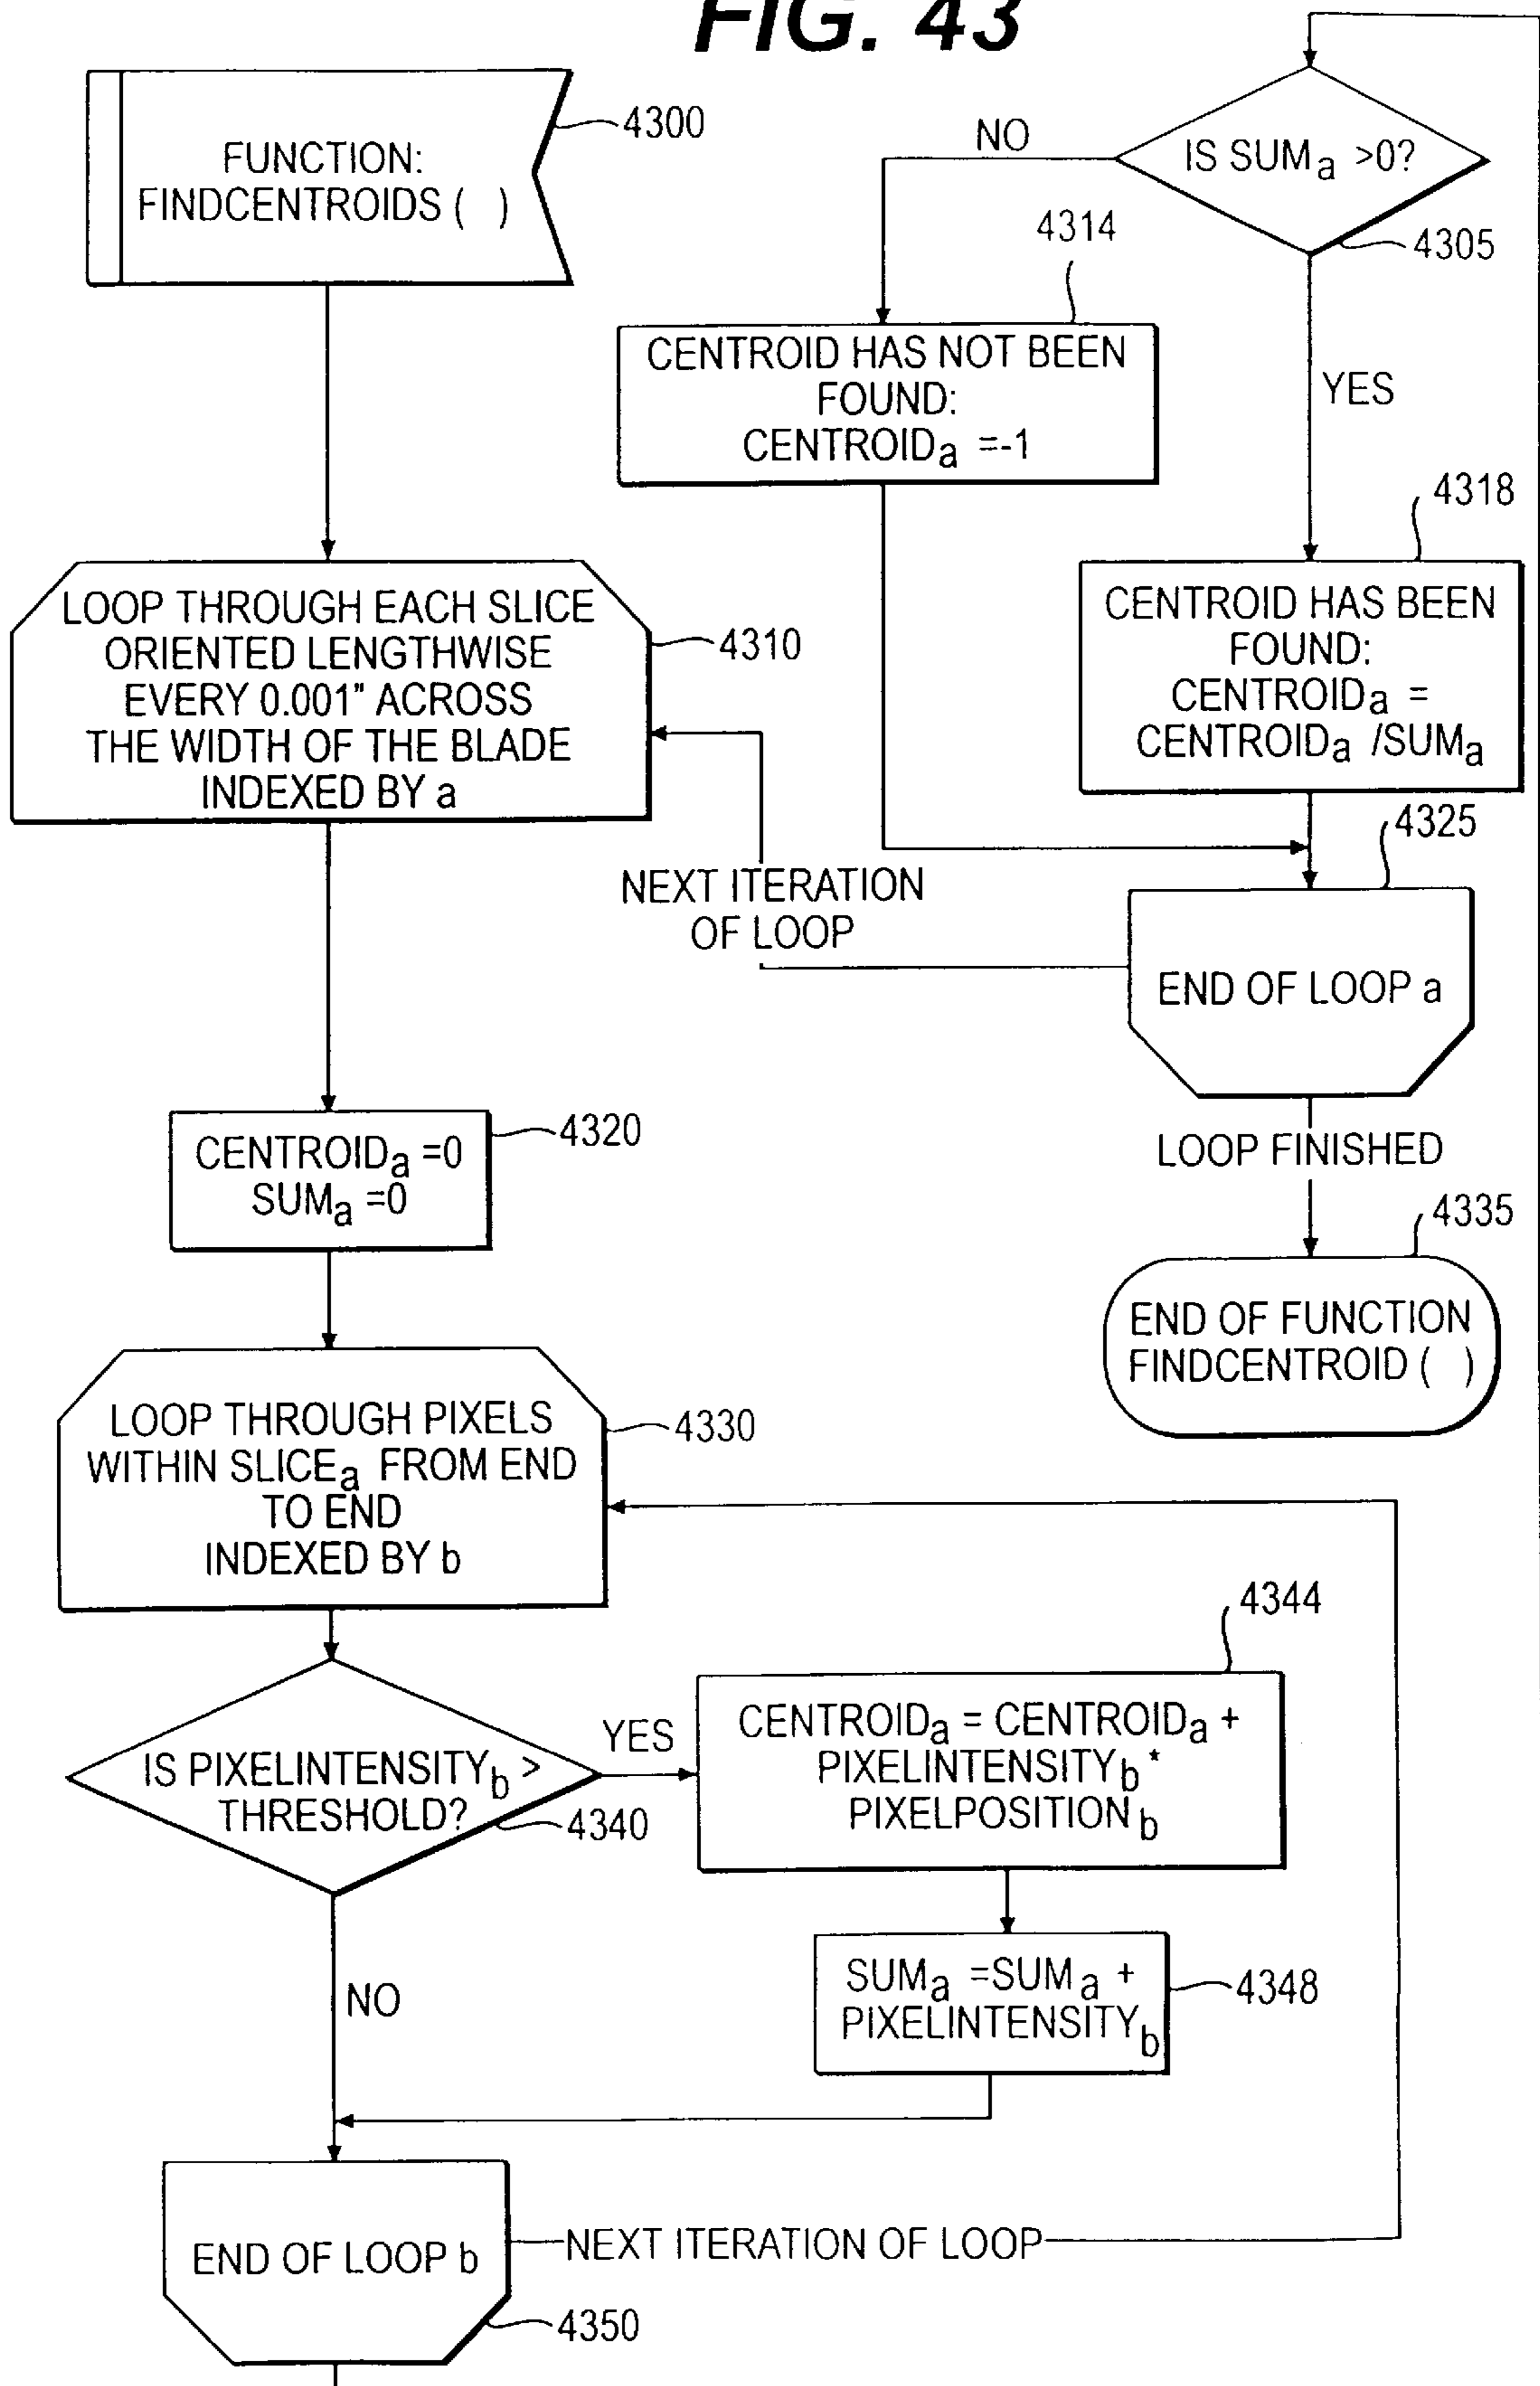 FIG. 43
FUNCTION:
FINDCENTROIDS ( )
4300
LOOP THROUGH EACH SLICE
ORIENTED LENGTHWISE
EVERY 0.001" ACROSS
THE WIDTH OF THE BLADE
INDEXED BY a
4310
CENTROIDa =0
SUMa =0
4320
LOOP THROUGH PIXELS
WITHIN SLICEa FROM END
TO END
INDEXED BY b
4330
IS PIXELINTENSITYb >
THRESHOLD?
4340
YES
NO
CENTROIDa = CENTROIDa +
PIXELINTENSITYb*
PIXELPOSITIONb
4344
SUMa =SUMa +
PIXELINTENSITYb
4348
END OF LOOP b
4350
NEXT ITERATION OF LOOP
IS SUMa >0?
4305
NO
YES
4314
CENTROID HAS NOT BEEN
FOUND:
CENTROIDa =-1
4318
CENTROID HAS BEEN
FOUND:
CENTROIDa =
CENTROIDa /SUMa
4325
END OF LOOP a
NEXT ITERATION
OF LOOP
LOOP FINISHED
4335
END OF FUNCTION
FINDCENTROID ( )